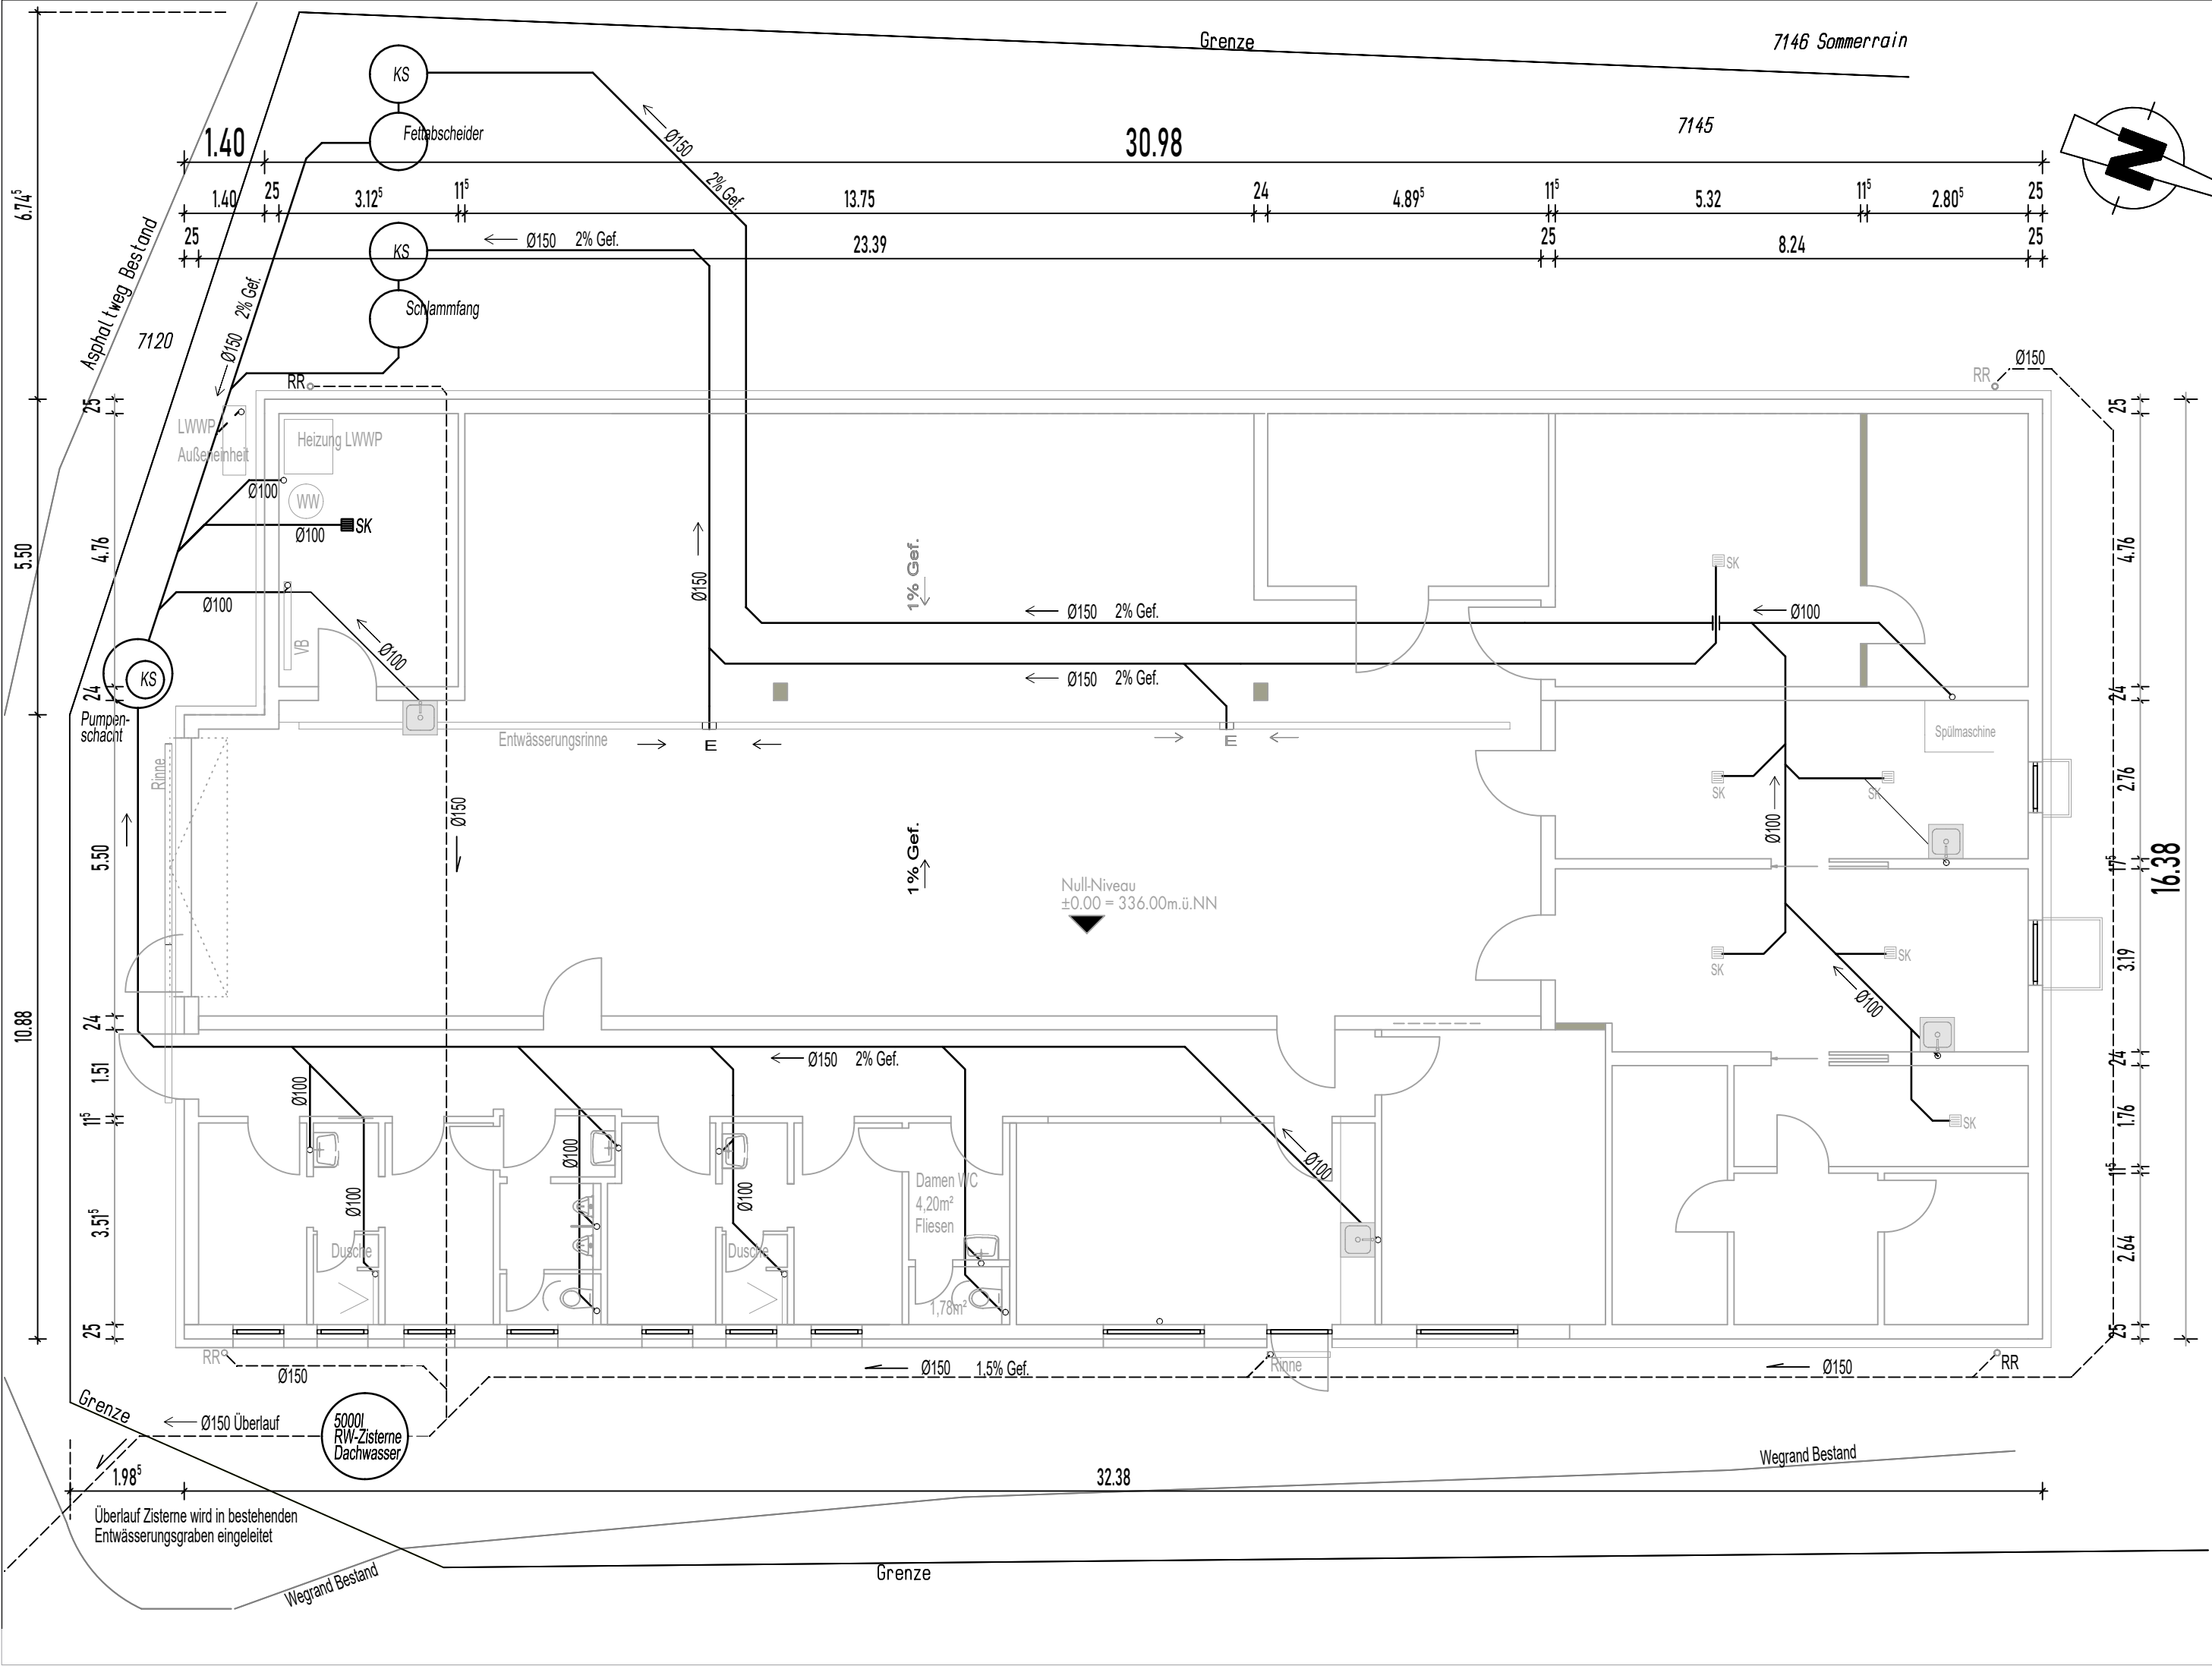 Grenze
7146 Sommerrain
KS
Fettabscheider
Ø150
2% Gef.
7145
N
1.40
30.98
1.40
25
3.12⁵
11⁵
13.75
24
4.89⁵
11⁵
5.32
11⁵
2.80⁵
25
25
23.39
25
8.24
25
KS
Ø150
2% Gef.
Schlammfang
6.74⁵
Asphaltweg Bestand
7120
Ø150
2% Gef.
RR
RR
Ø150
25
LWWP
Außeneinheit
Heizung LWWP
Ø100
WW
Ø100
SK
5.50
4.76
Ø150
1% Gef.
SK
4.76
25
Ø100
Ø100
VB
Ø150
2% Gef.
Ø100
KS
Pumpen-
schacht
24
Ø150
2% Gef.
24
Entwässerungsrinne
E
E
Spülmaschine
Rinne
SK
SK
2.76
Ø150
Ø100
5.50
1% Gef.
17⁵
16.38
Null-Niveau
±0.00 = 336.00m.ü.NN
SK
SK
3.19
Ø100
10.88
24
1.51
Ø150
2% Gef.
24
Ø100
11⁵
Ø100
Ø100
SK
1.76
Ø100
11⁵
Ø100
Ø100
Damen WC
4,20m²
Fliesen
3.51⁵
Dusche
Dusche
2.64
1,78m²
25
25
RR
Ø150
Ø150
1,5% Gef.
Rinne
Ø150
RR
Grenze
Ø150 Überlauf
5000l
RW-Zisterne
Dachwasser
Wegrand Bestand
1.98⁵
32.38
Überlauf Zisterne wird in bestehenden
Entwässerungsgraben eingeleitet
Wegrand Bestand
Grenze